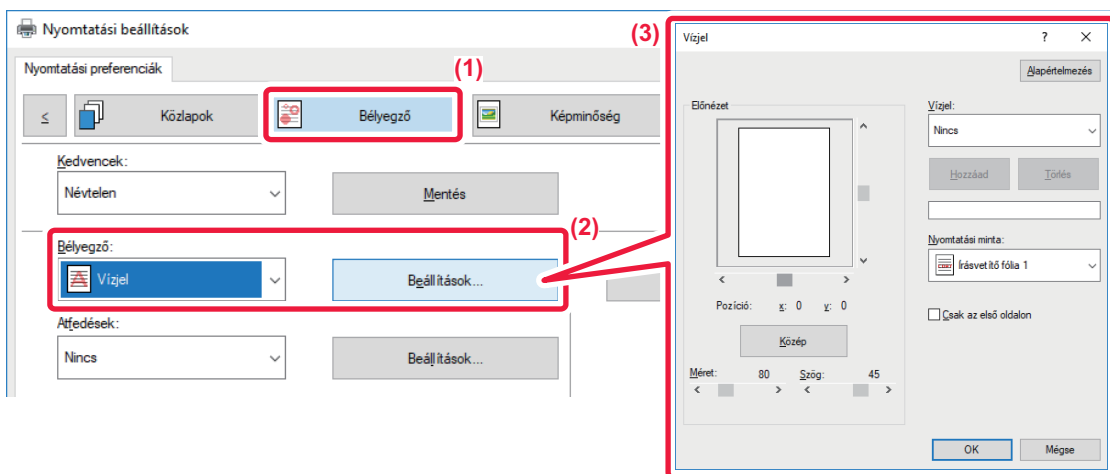 Nyomtatási beállítások
Nyomtatási preferenciák
(1)
< Közlapok Bélyegző Képminőség
Kedvencek:
Névtelen Mentés
(2)
Bélyegző:
Vízjel Beállítások...
Átfedések:
Nincs Beállítások...
(3)
Vízjel ? ×
Alapértelmezés
Előnézet
Vízjel:
Nincs
Hozzáad Törlés
Nyomtatási minta:
Írásvetítő fólia 1
Csak az első oldalon
Pozíció: x: 0 y: 0
Közép
Méret: 80 Szög: 45
OK Mégse